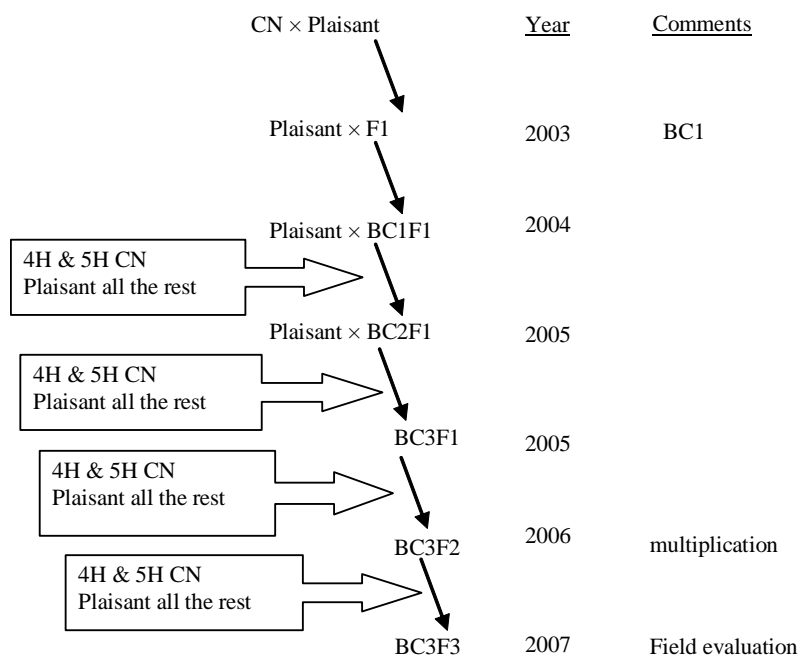 CN × Plaisant Year Comments
Plaisant × F1 2003 BC1
Plaisant × BC1F1 2004
4H & 5H CN
Plaisant all the rest
Plaisant × BC2F1 2005
4H & 5H CN
Plaisant all the rest
BC3F1 2005
4H & 5H CN
Plaisant all the rest
BC3F2 2006 multiplication
4H & 5H CN
Plaisant all the rest
BC3F3 2007 Field evaluation